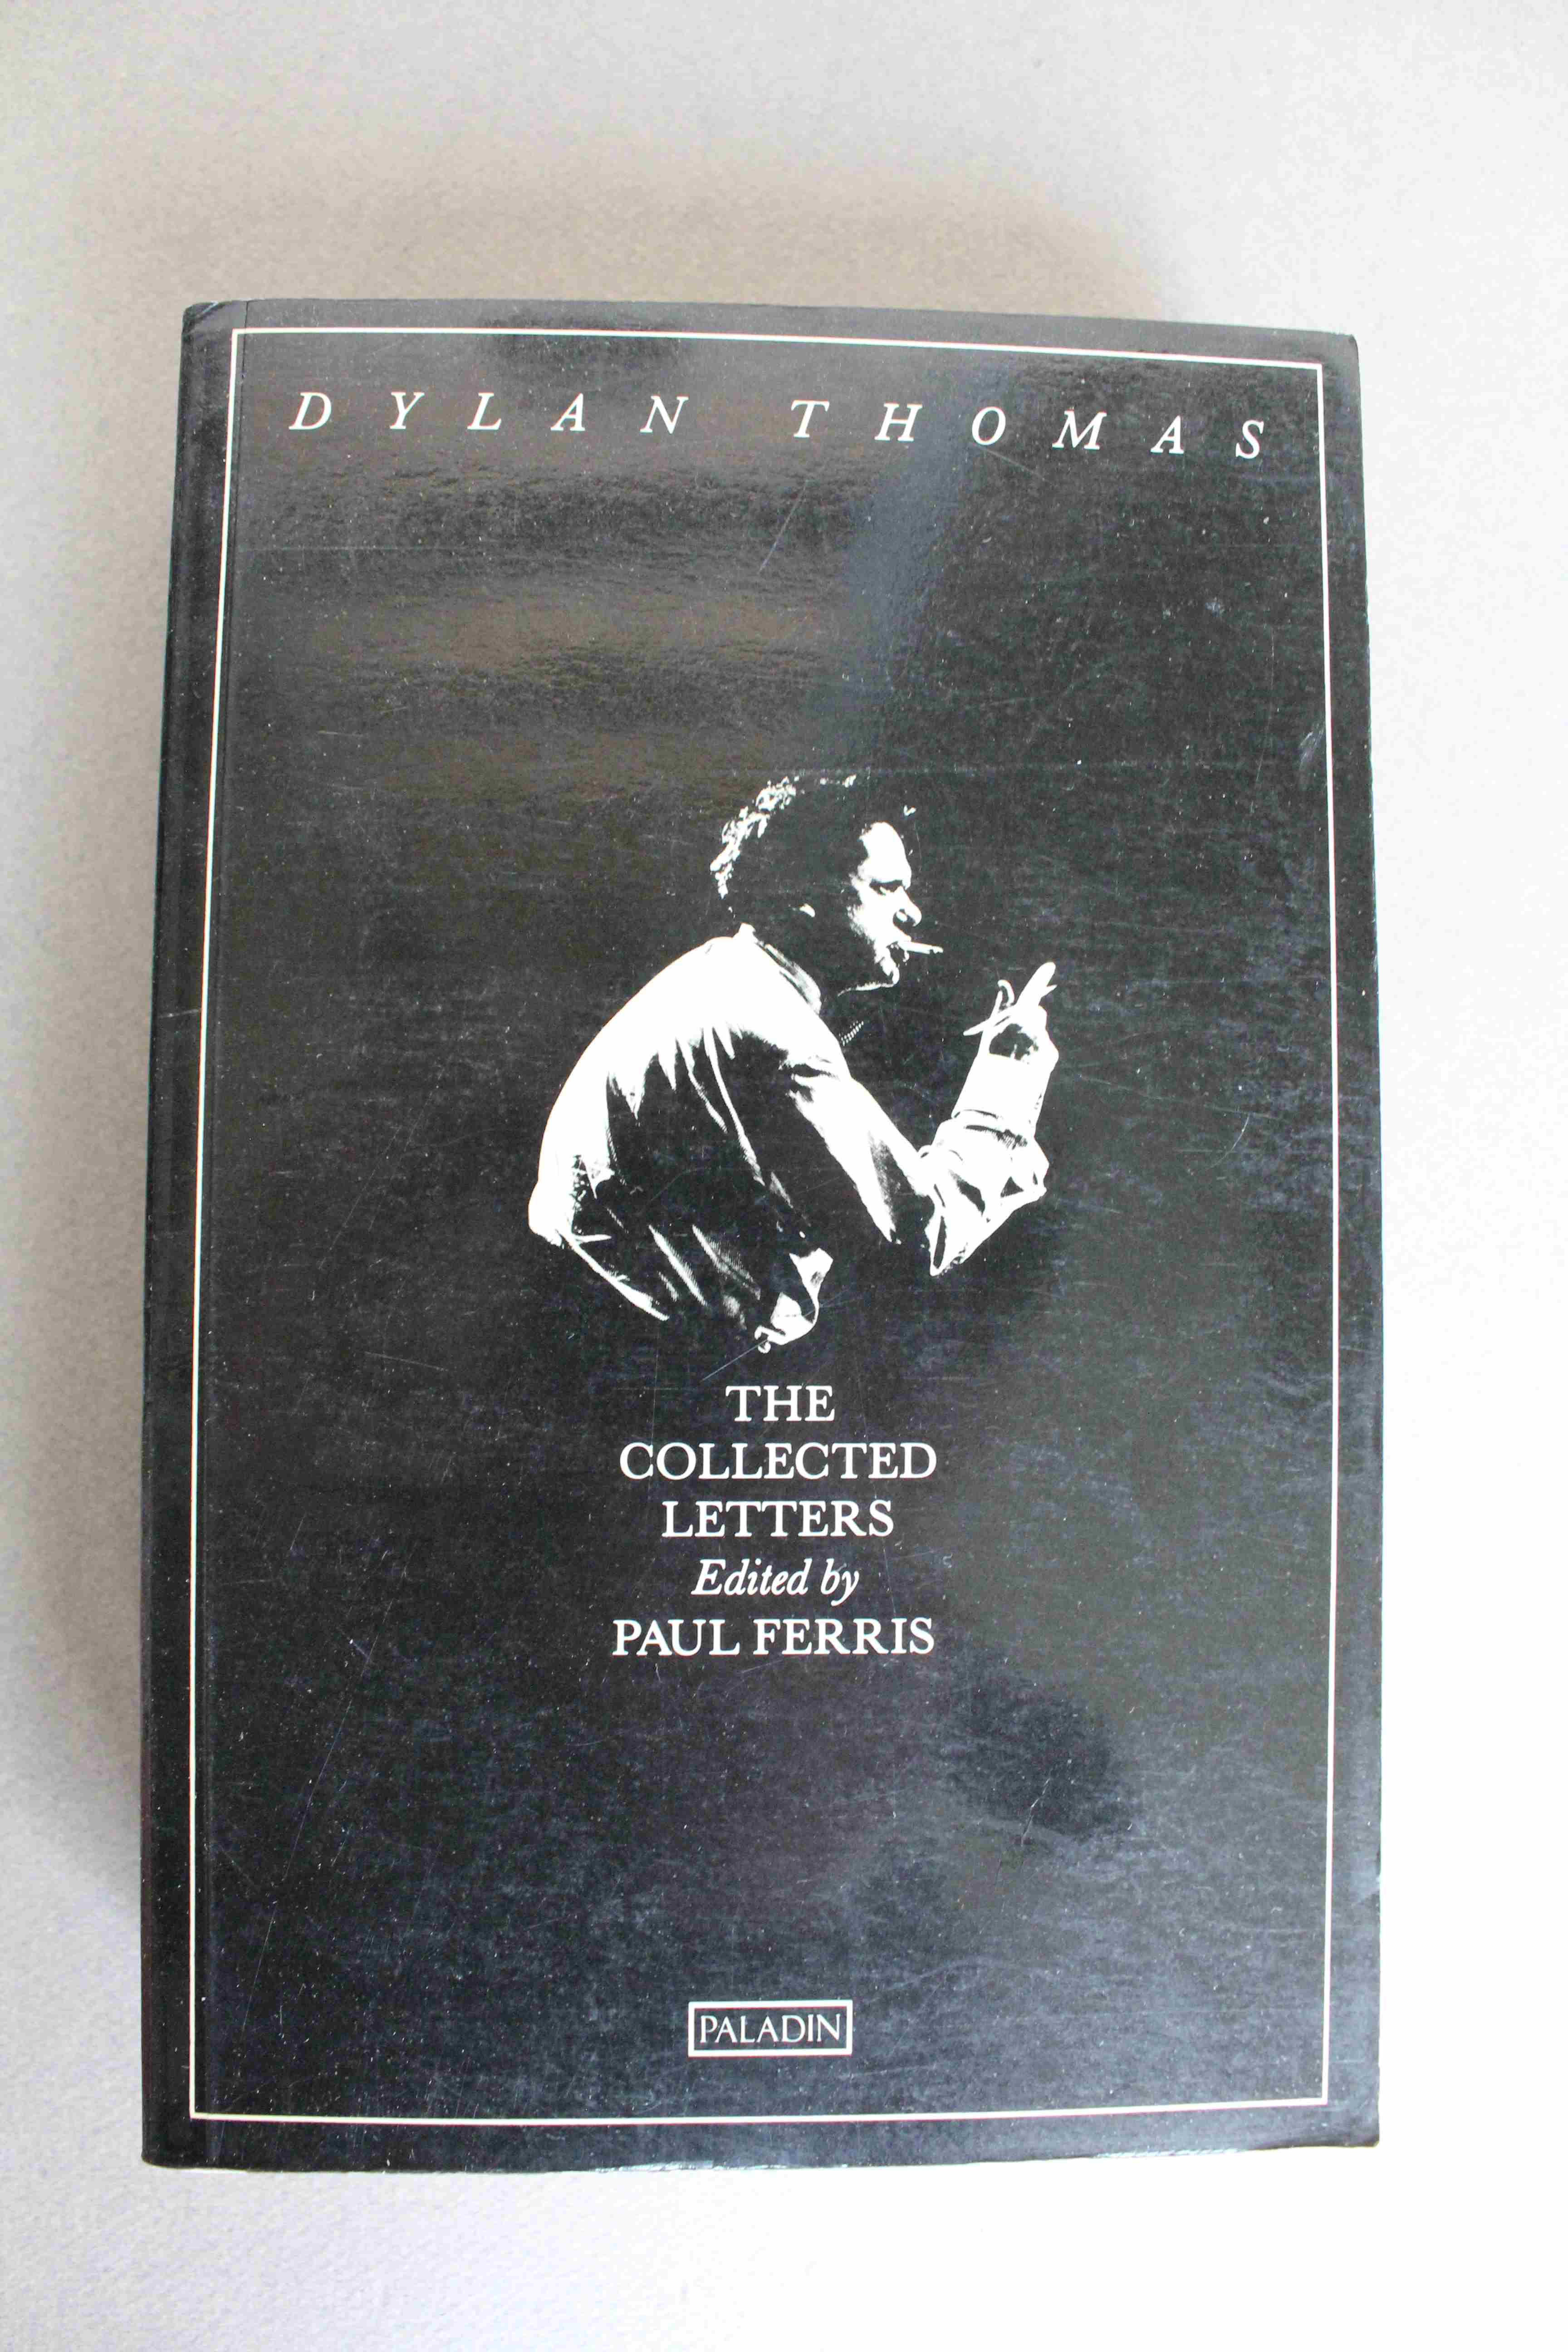 DYLAN THOMAS
THE
COLLECTED
LETTERS
Edited by
PAUL FERRIS
PALADIN